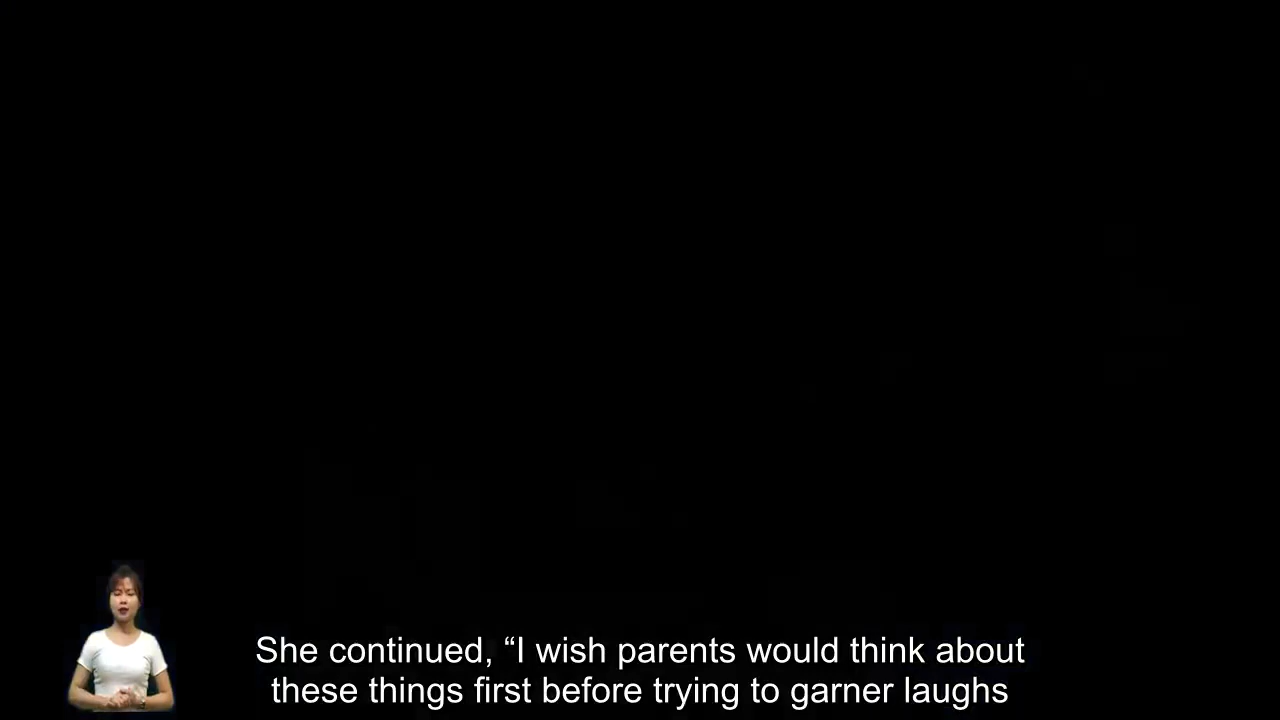 She continued, “I wish parents would think about
these things first before trying to garner laughs